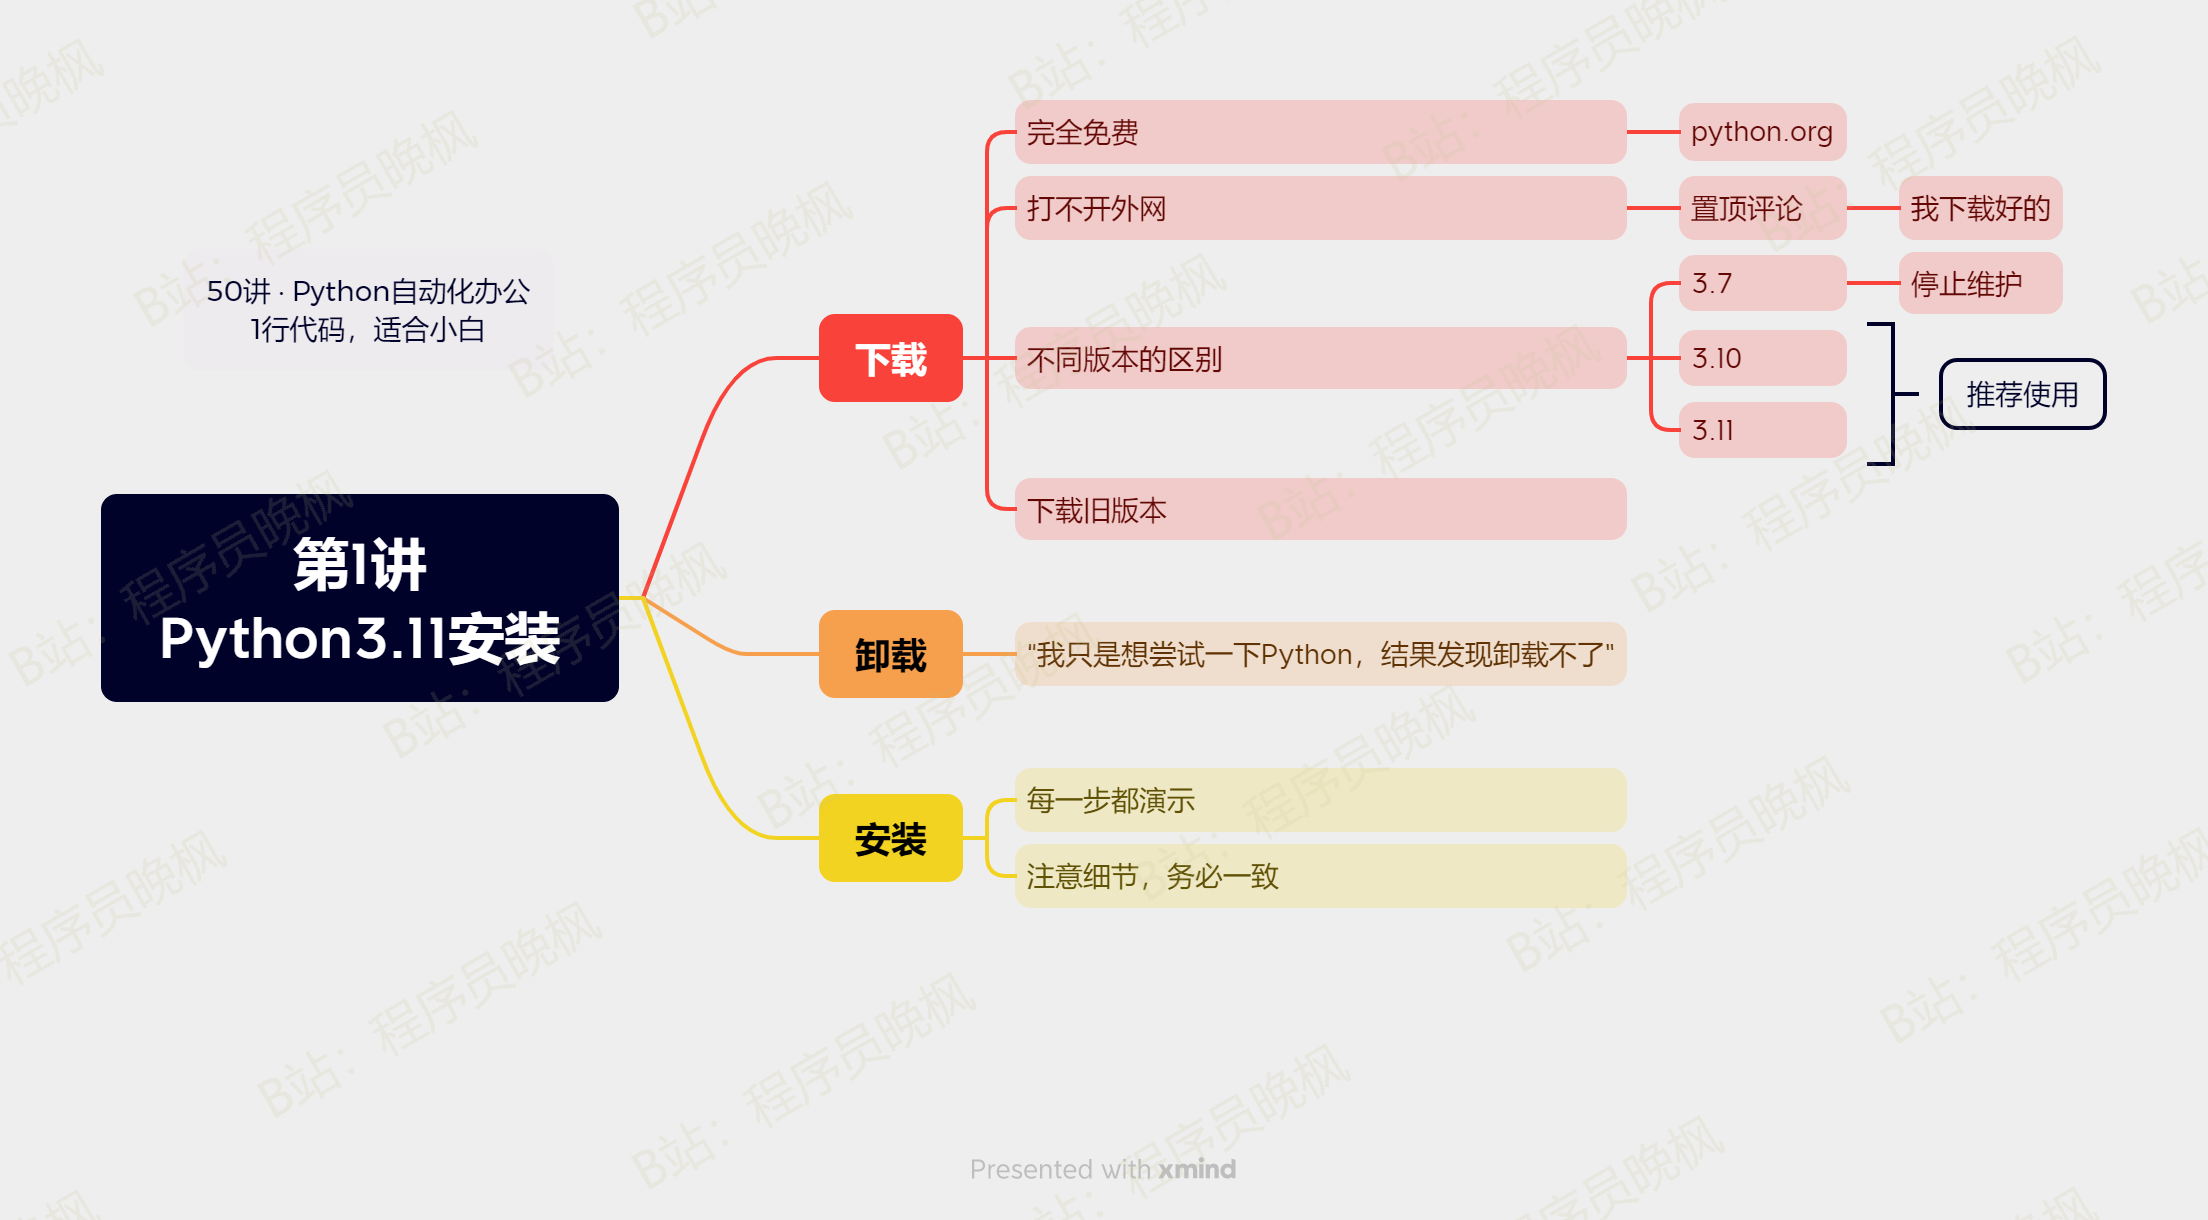 50讲 · Python自动化办公
1行代码，适合小白
第1讲
Python3.11安装
下载
完全免费
python.org
打不开外网
置顶评论
我下载好的
不同版本的区别
3.7
停止维护
3.10
3.11
推荐使用
下载旧版本
卸载
“我只是想尝试一下Python，结果发现卸载不了"
安装
每一步都演示
注意细节，务必一致
B站：程序员晚枫
Presented with xmind